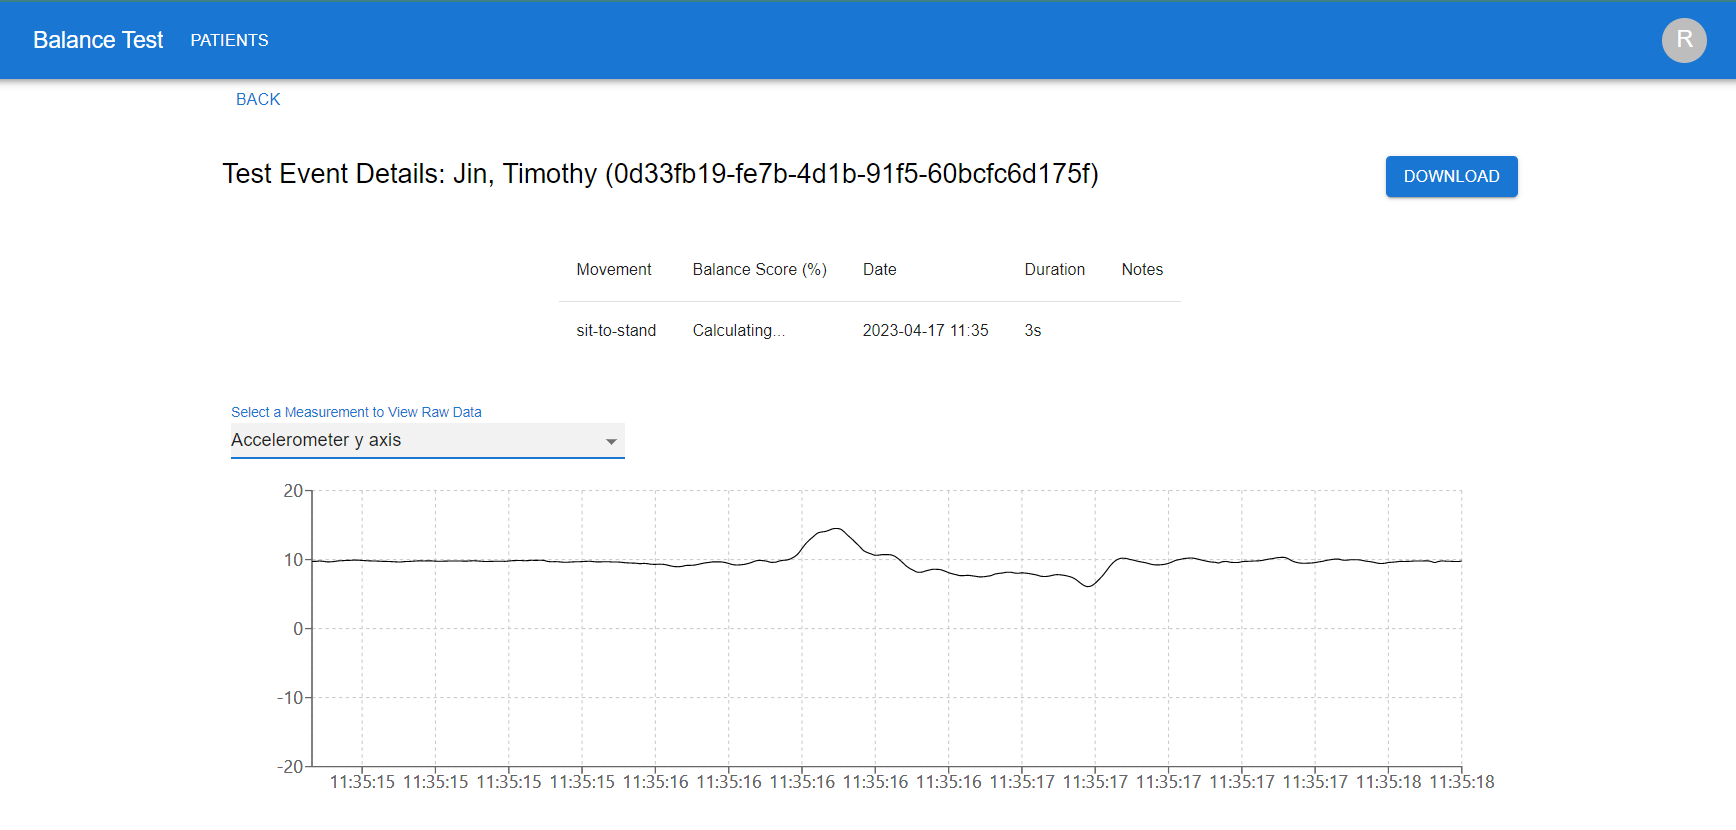 Balance Test PATIENTS R
BACK
Test Event Details: Jin, Timothy (0d33fb19-fe7b-4d1b-91f5-60bcfc6d175f) DOWNLOAD
Movement Balance Score (%) Date Duration Notes
sit-to-stand Calculating... 2023-04-17 11:35 3s
Select a Measurement to View Raw Data
Accelerometer y axis
20
10
0
-10
-20
11:35:15 11:35:15 11:35:15 11:35:15 11:35:16 11:35:16 11:35:16 11:35:16 11:35:16 11:35:17 11:35:17 11:35:17 11:35:17 11:35:17 11:35:18 11:35:18